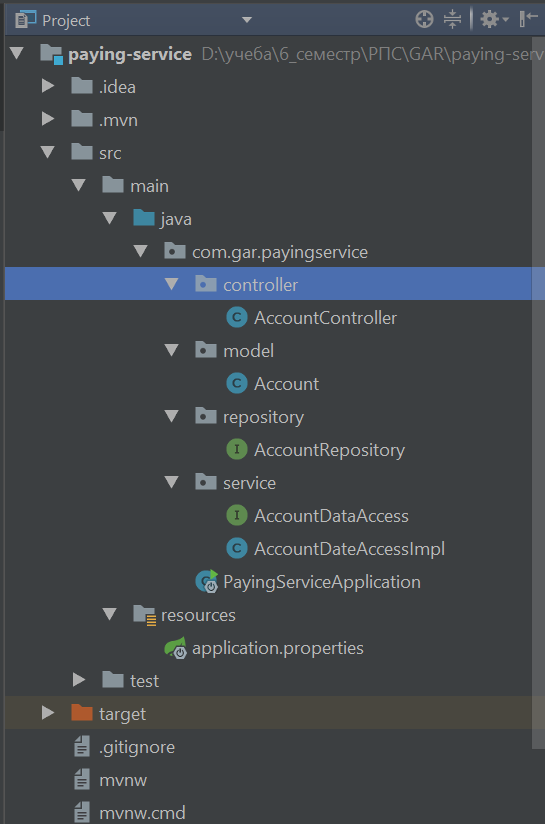 Project
paying-service D:\учеба\6_семестр\РПС\GAR\paying-serv
.idea
.mvn
src
main
java
com.gar.payingservice
controller
AccountController
model
Account
repository
AccountRepository
service
AccountDataAccess
AccountDateAccessImpl
PayingServiceApplication
resources
application.properties
test
target
.gitignore
mvnw
mvnw.cmd